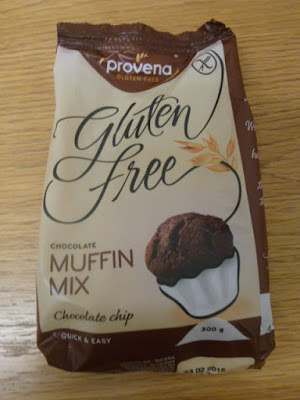 provena
GLUTEN-FREE
Gluten
Free
CHOCOLATE
MUFFIN
MIX
Chocolate chip
300 g
QUICK & EASY